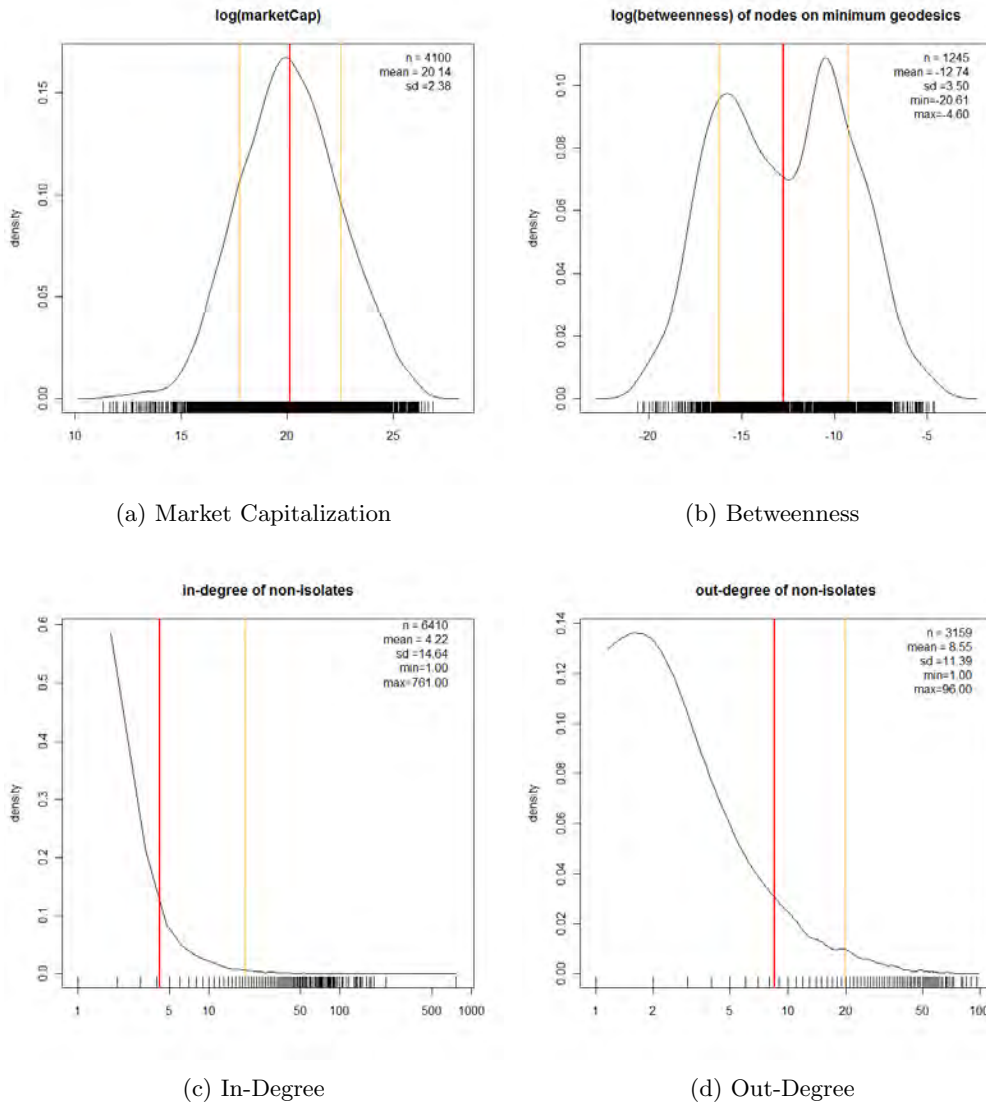 log(marketCap)
n = 4100
mean = 20.14
sd =2.38
density
0.00 0.05 0.10 0.15
10 15 20 25
(a) Market Capitalization
log(betweenness) of nodes on minimum geodesics
n = 1245
mean = -12.74
sd =3.50
min=-20.61
max=-4.60
density
0.00 0.02 0.04 0.06 0.08 0.10
-20 -15 -10 -5
(b) Betweenness
in-degree of non-isolates
n = 6410
mean = 4.22
sd =14.64
min=1.00
max=761.00
density
0.0 0.1 0.2 0.3 0.4 0.5 0.6
1 5 10 50 100 500 1000
(c) In-Degree
out-degree of non-isolates
n = 3159
mean = 8.55
sd =11.39
min=1.00
max=96.00
density
0.00 0.02 0.04 0.06 0.08 0.10 0.12 0.14
1 2 5 10 20 50 100
(d) Out-Degree